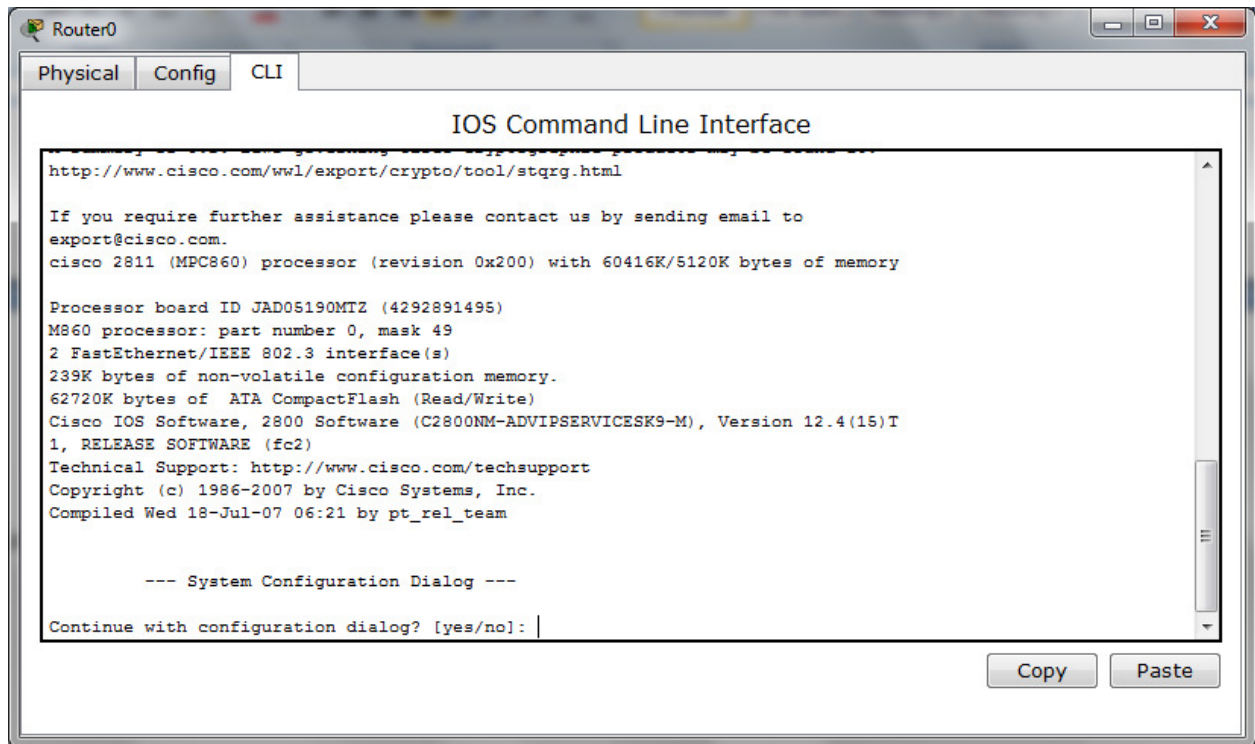 Router0
Physical Config CLI
IOS Command Line Interface
http://www.cisco.com/wwl/export/crypto/tool/stqrg.html
If you require further assistance please contact us by sending email to
export@cisco.com.
cisco 2811 (MPC860) processor (revision 0x200) with 60416K/5120K bytes of memory
Processor board ID JAD05190MTZ (4292891495)
M860 processor: part number 0, mask 49
2 FastEthernet/IEEE 802.3 interface(s)
239K bytes of non-volatile configuration memory.
62720K bytes of  ATA CompactFlash (Read/Write)
Cisco IOS Software, 2800 Software (C2800NM-ADVIPSERVICESK9-M), Version 12.4(15)T
1, RELEASE SOFTWARE (fc2)
Technical Support: http://www.cisco.com/techsupport
Copyright (c) 1986-2007 by Cisco Systems, Inc.
Compiled Wed 18-Jul-07 06:21 by pt_rel_team
--- System Configuration Dialog ---
Continue with configuration dialog? [yes/no]:
Copy Paste